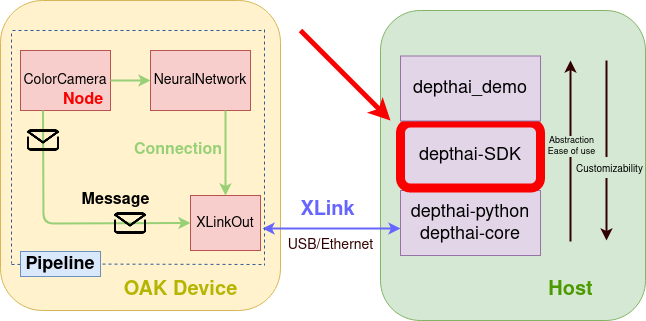 ColorCamera
Node
NeuralNetwork
Connection
Message
XLinkOut
Pipeline
OAK Device
XLink
USB/Ethernet
depthai_demo
depthai-SDK
depthai-python
depthai-core
Abstraction
Ease of use
Customizability
Host